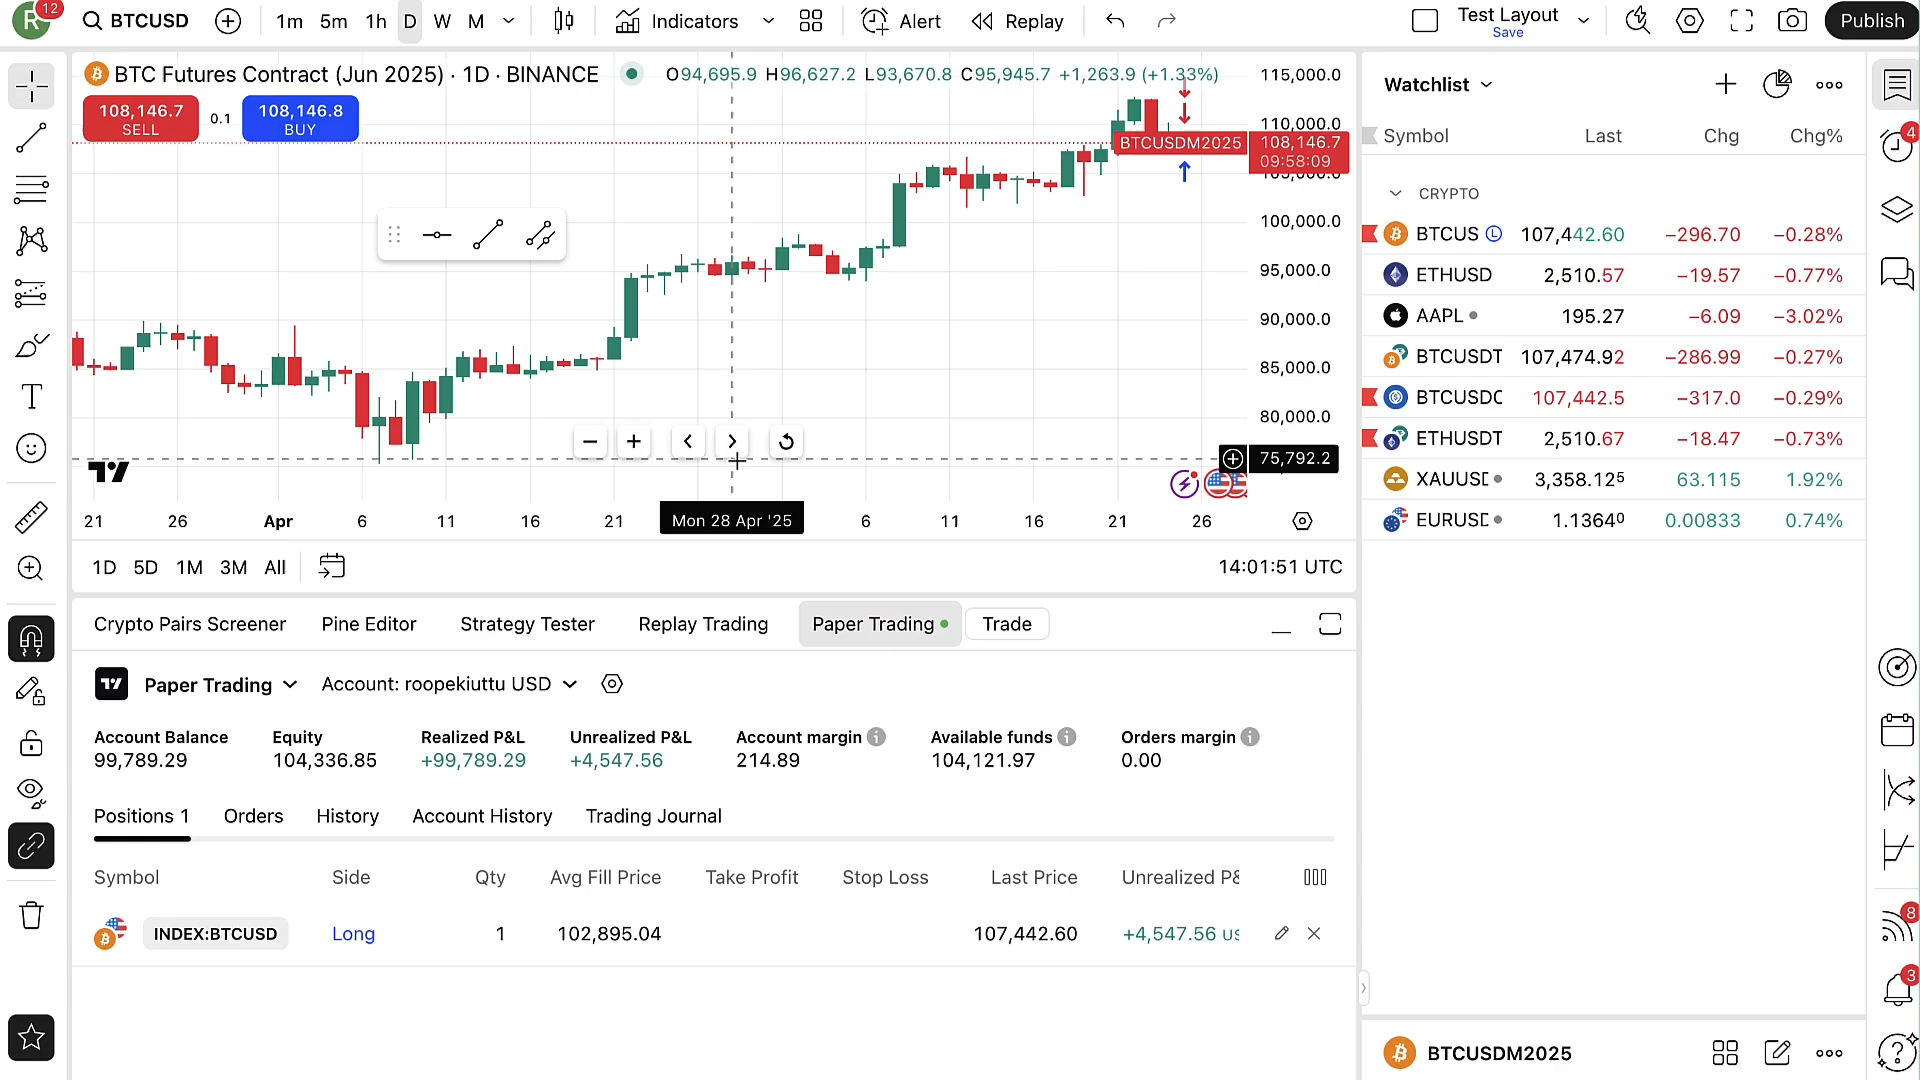 R 12 BTCUSD 1m 5m 1h D W M Indicators Alert Replay Test Layout Save Publish
BTC Futures Contract (Jun 2025) · 1D · BINANCE O94,695.9 H96,627.2 L93,670.8 C95,945.7 +1,263.9 (+1.33%)
108,146.7 SELL 0.1 108,146.8 BUY
115,000.0
110,000.0
BTCUSDM2025 108,146.7
09:58:09
105,000.0
100,000.0
95,000.0
90,000.0
85,000.0
80,000.0
75,792.2
21 26 Apr 6 11 16 21 Mon 28 Apr '25 6 11 16 21 26
1D 5D 1M 3M All 14:01:51 UTC
Crypto Pairs Screener Pine Editor Strategy Tester Replay Trading Paper Trading Trade
Paper Trading Account: roopekiuttu USD
Account Balance Equity Realized P&L Unrealized P&L Account margin Available funds Orders margin
99,789.29 104,336.85 +99,789.29 +4,547.56 214.89 104,121.97 0.00
Positions 1 Orders History Account History Trading Journal
Symbol Side Qty Avg Fill Price Take Profit Stop Loss Last Price Unrealized P&
INDEX:BTCUSD Long 1 102,895.04 107,442.60 +4,547.56 US
Watchlist
Symbol Last Chg Chg%
CRYPTO
BTCUS L 107,442.60 −296.70 −0.28%
ETHUSD 2,510.57 −19.57 −0.77%
AAPL 195.27 −6.09 −3.02%
BTCUSDT 107,474.92 −286.99 −0.27%
BTCUSDC 107,442.5 −317.0 −0.29%
ETHUSDT 2,510.67 −18.47 −0.73%
XAUUSD 3,358.125 63.115 1.92%
EURUSD 1.13640 0.00833 0.74%
BTCUSDM2025
4
8
3